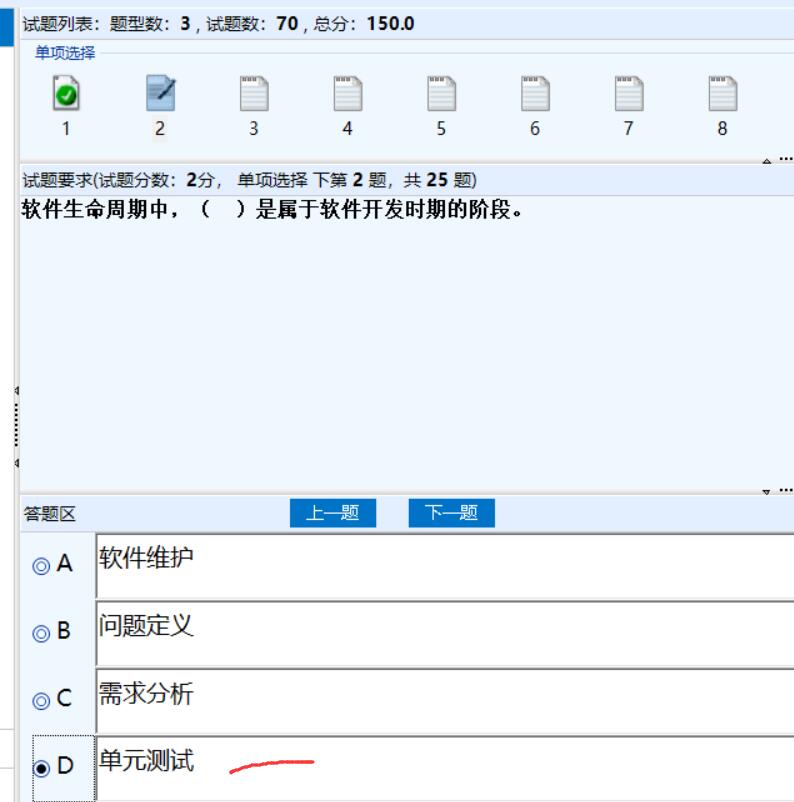 试题列表：题型数：3 , 试题数：70 , 总分：150.0
单项选择
1 2 3 4 5 6 7 8
试题要求(试题分数：2分， 单项选择 下第 2 题，共 25 题)
软件生命周期中，（ ）是属于软件开发时期的阶段。
答题区 上一题 下一题
A 软件维护
B 问题定义
C 需求分析
D 单元测试